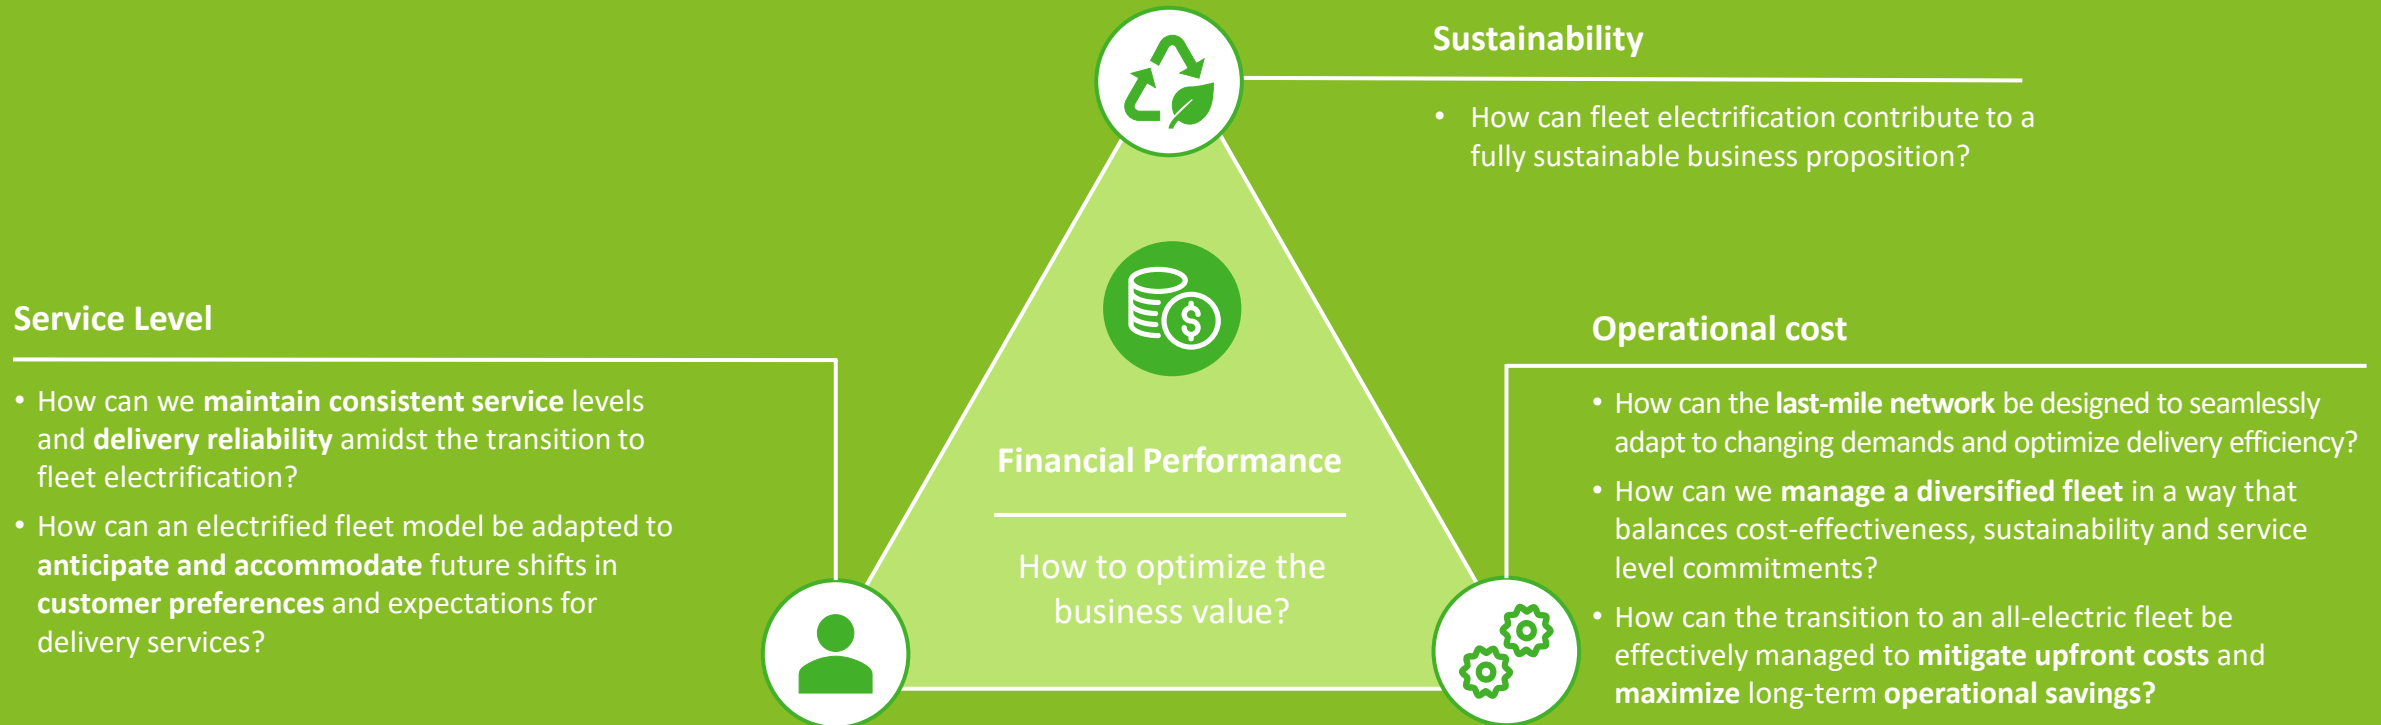 Sustainability
• How can fleet electrification contribute to a
fully sustainable business proposition?
Service Level
• How can we maintain consistent service levels
and delivery reliability amidst the transition to
fleet electrification?
• How can an electrified fleet model be adapted to
anticipate and accommodate future shifts in
customer preferences and expectations for
delivery services?
$
Financial Performance
How to optimize the
business value?
Operational cost
• How can the last-mile network be designed to seamlessly
adapt to changing demands and optimize delivery efficiency?
• How can we manage a diversified fleet in a way that
balances cost-effectiveness, sustainability and service
level commitments?
• How can the transition to an all-electric fleet be
effectively managed to mitigate upfront costs and
maximize long-term operational savings?